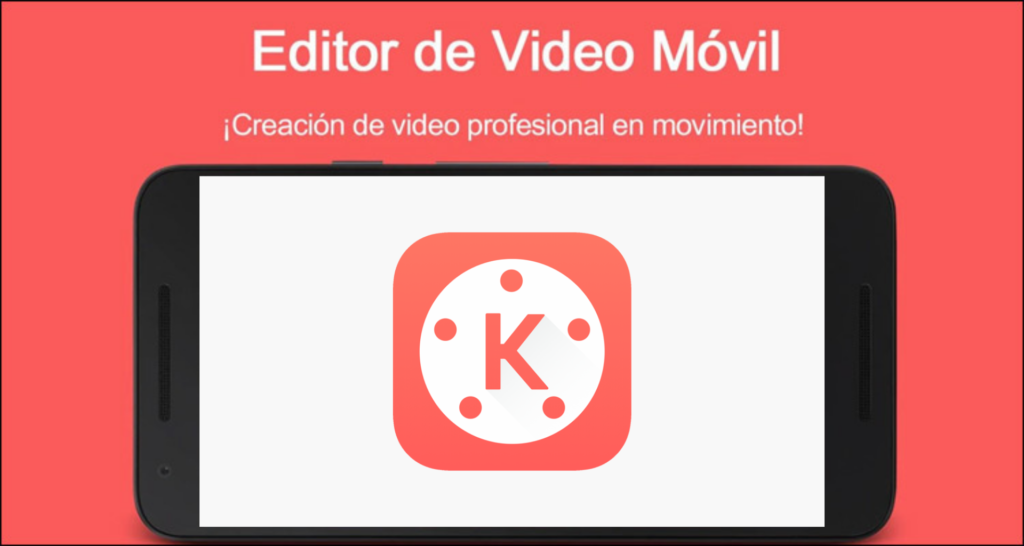 Editor de Video Móvil
¡Creación de video profesional en movimiento!
K